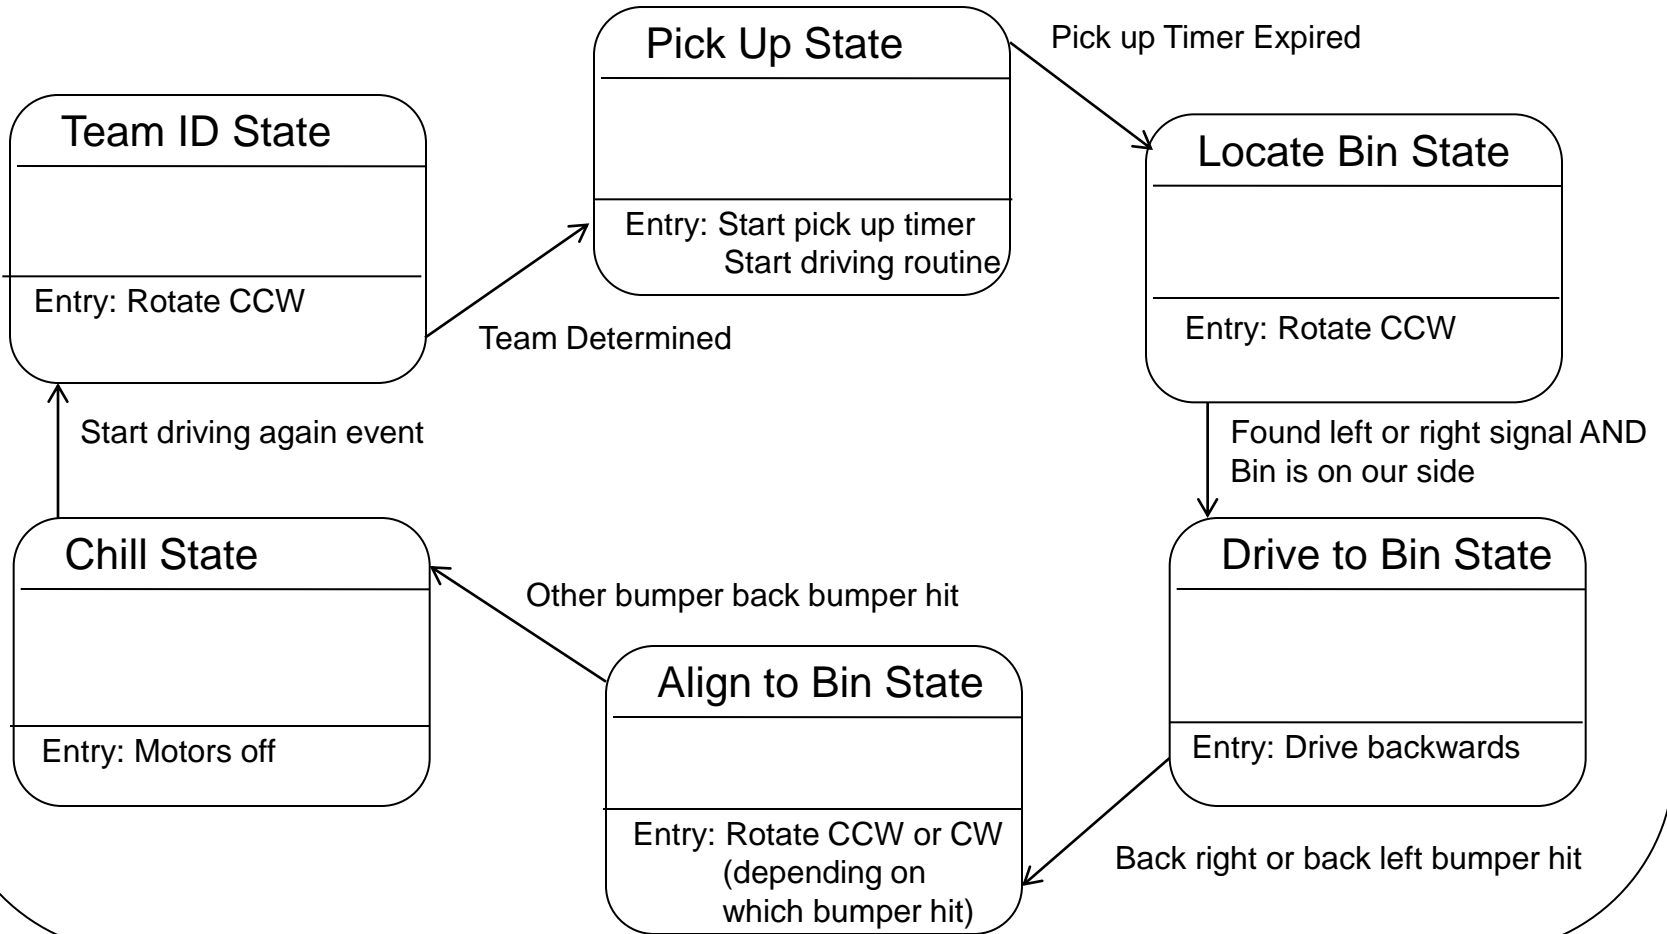 Pick Up State
Pick up Timer Expired
Entry: Start pick up timer
Start driving routine
Team ID State
Entry: Rotate CCW
Team Determined
Locate Bin State
Entry: Rotate CCW
Start driving again event
Found left or right signal AND
Bin is on our side
Chill State
Entry: Motors off
Other bumper back bumper hit
Drive to Bin State
Entry: Drive backwards
Align to Bin State
Entry: Rotate CCW or CW
(depending on
which bumper hit)
Back right or back left bumper hit